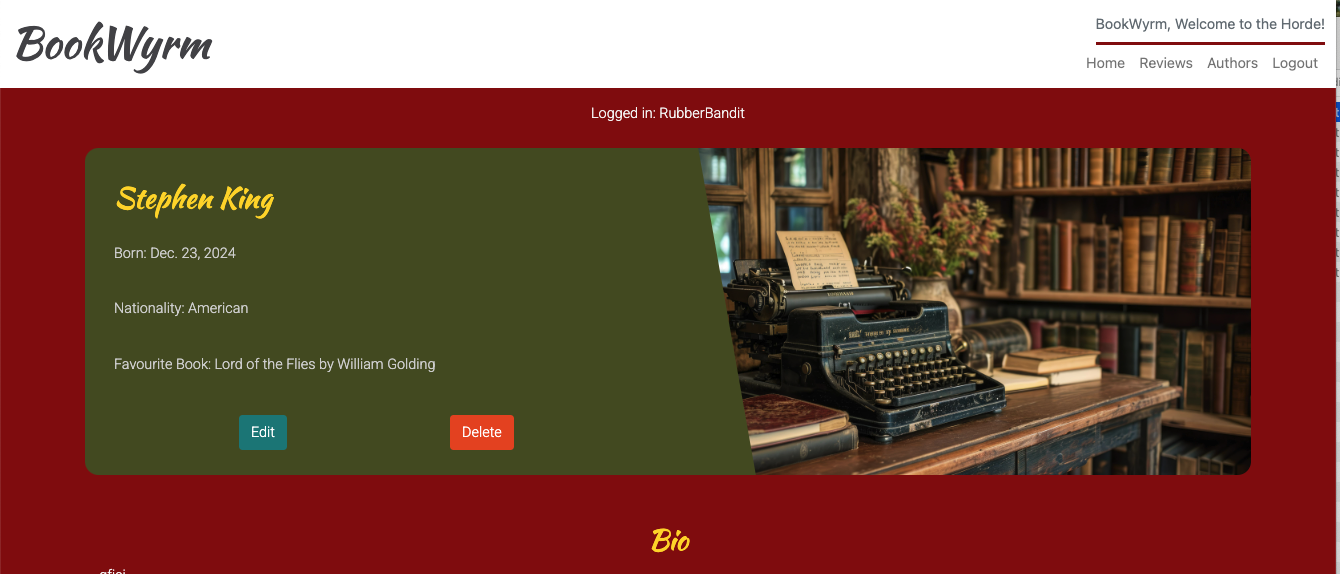 BookWyrm
BookWyrm, Welcome to the Horde!
Home Reviews Authors Logout
Logged in: RubberBandit
Stephen King
Born: Dec. 23, 2024
Nationality: American
Favourite Book: Lord of the Flies by William Golding
Edit Delete
Bio